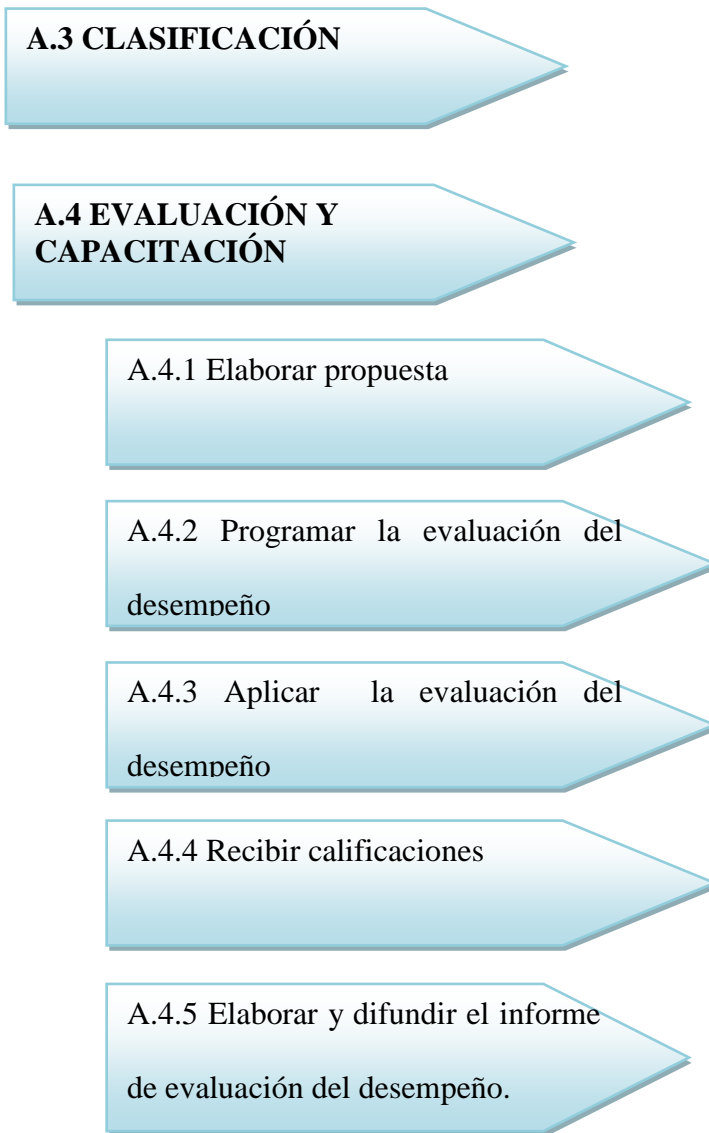 A.3 CLASIFICACIÓN
A.4 EVALUACIÓN Y
CAPACITACIÓN
A.4.1 Elaborar propuesta
A.4.2 Programar la evaluación del
desempeño
A.4.3 Aplicar la evaluación del
desempeño
A.4.4 Recibir calificaciones
A.4.5 Elaborar y difundir el informe
de evaluación del desempeño.